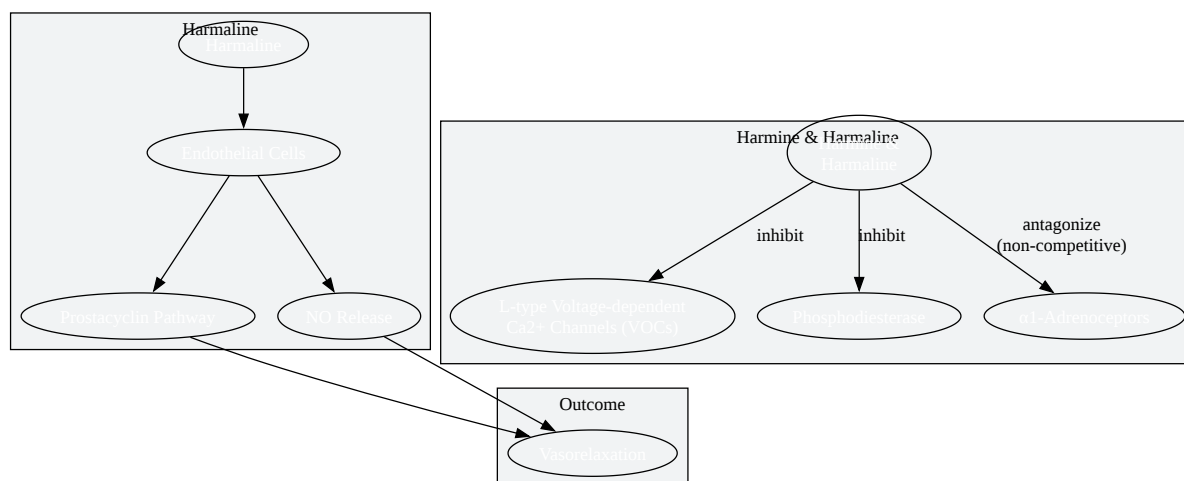 Harmaline
Harmaline
Endothelial Cells
Prostacyclin Pathway
NO Release
Harmine & Harmaline
Harmine &
Harmaline
inhibit
inhibit
antagonize
(non-competitive)
L-type Voltage-dependent
Ca2+ Channels (VOCs)
Phosphodiesterase
α1-Adrenoceptors
Outcome
Vasorelaxation